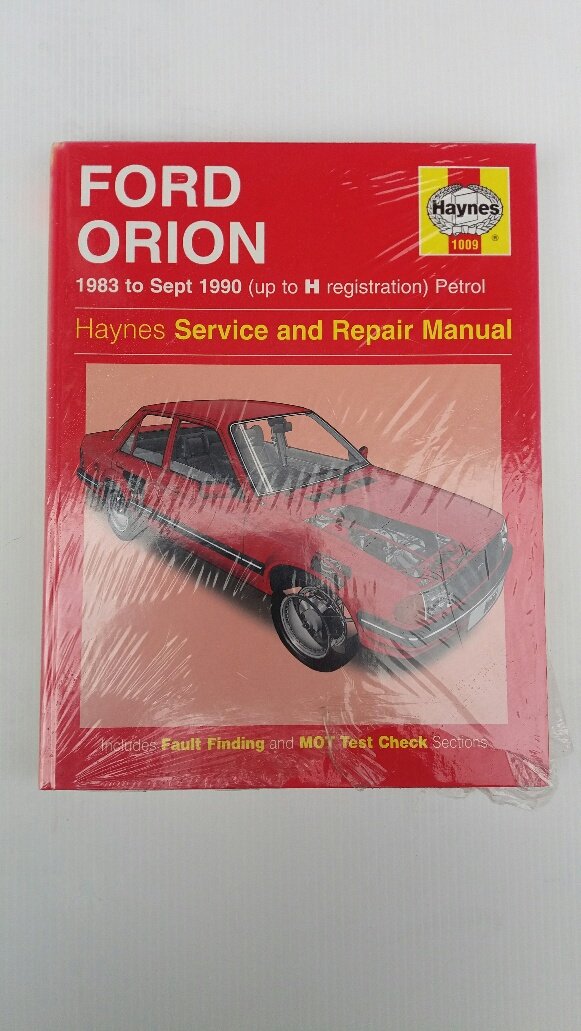 FORD
ORION
Haynes
1009
®
1983 to Sept 1990 (up to H registration) Petrol
Haynes Service and Repair Manual
Includes Fault Finding and MOT Test Check Sections